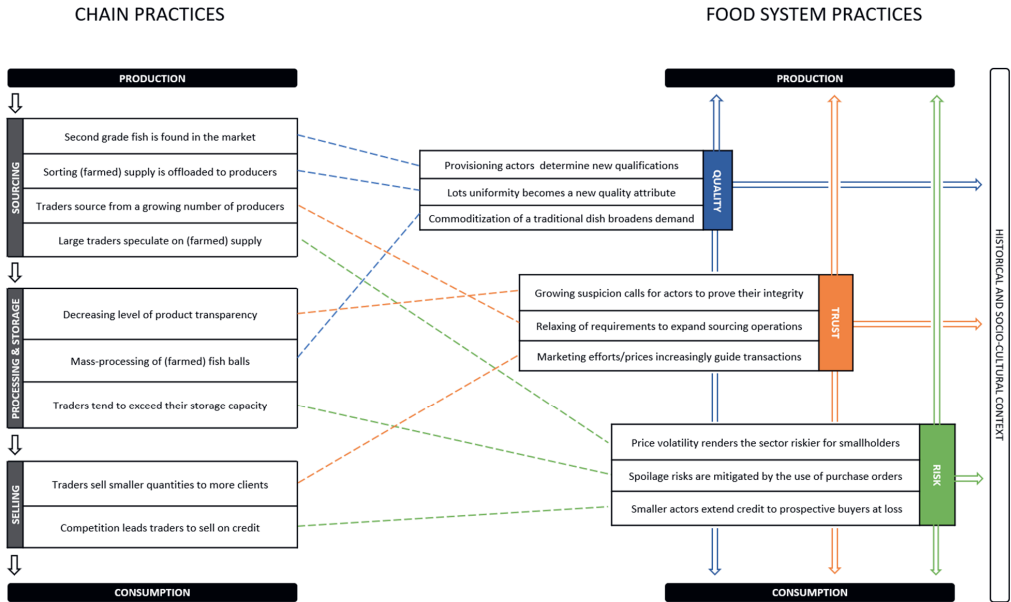 CHAIN PRACTICES
FOOD SYSTEM PRACTICES
PRODUCTION
SOURCING
Second grade fish is found in the market
Sorting (farmed) supply is offloaded to producers
Traders source from a growing number of producers
Large traders speculate on (farmed) supply
PROCESSING & STORAGE
Decreasing level of product transparency
Mass-processing of (farmed) fish balls
Traders tend to exceed their storage capacity
SELLING
Traders sell smaller quantities to more clients
Competition leads traders to sell on credit
CONSUMPTION
PRODUCTION
Provisioning actors determine new qualifications
Lots uniformity becomes a new quality attribute
Commoditization of a traditional dish broadens demand
QUALITY
Growing suspicion calls for actors to prove their integrity
Relaxing of requirements to expand sourcing operations
Marketing efforts/prices increasingly guide transactions
TRUST
Price volatility renders the sector riskier for smallholders
Spoilage risks are mitigated by the use of purchase orders
Smaller actors extend credit to prospective buyers at loss
RISK
CONSUMPTION
HISTORICAL AND SOCIO-CULTURAL CONTEXT